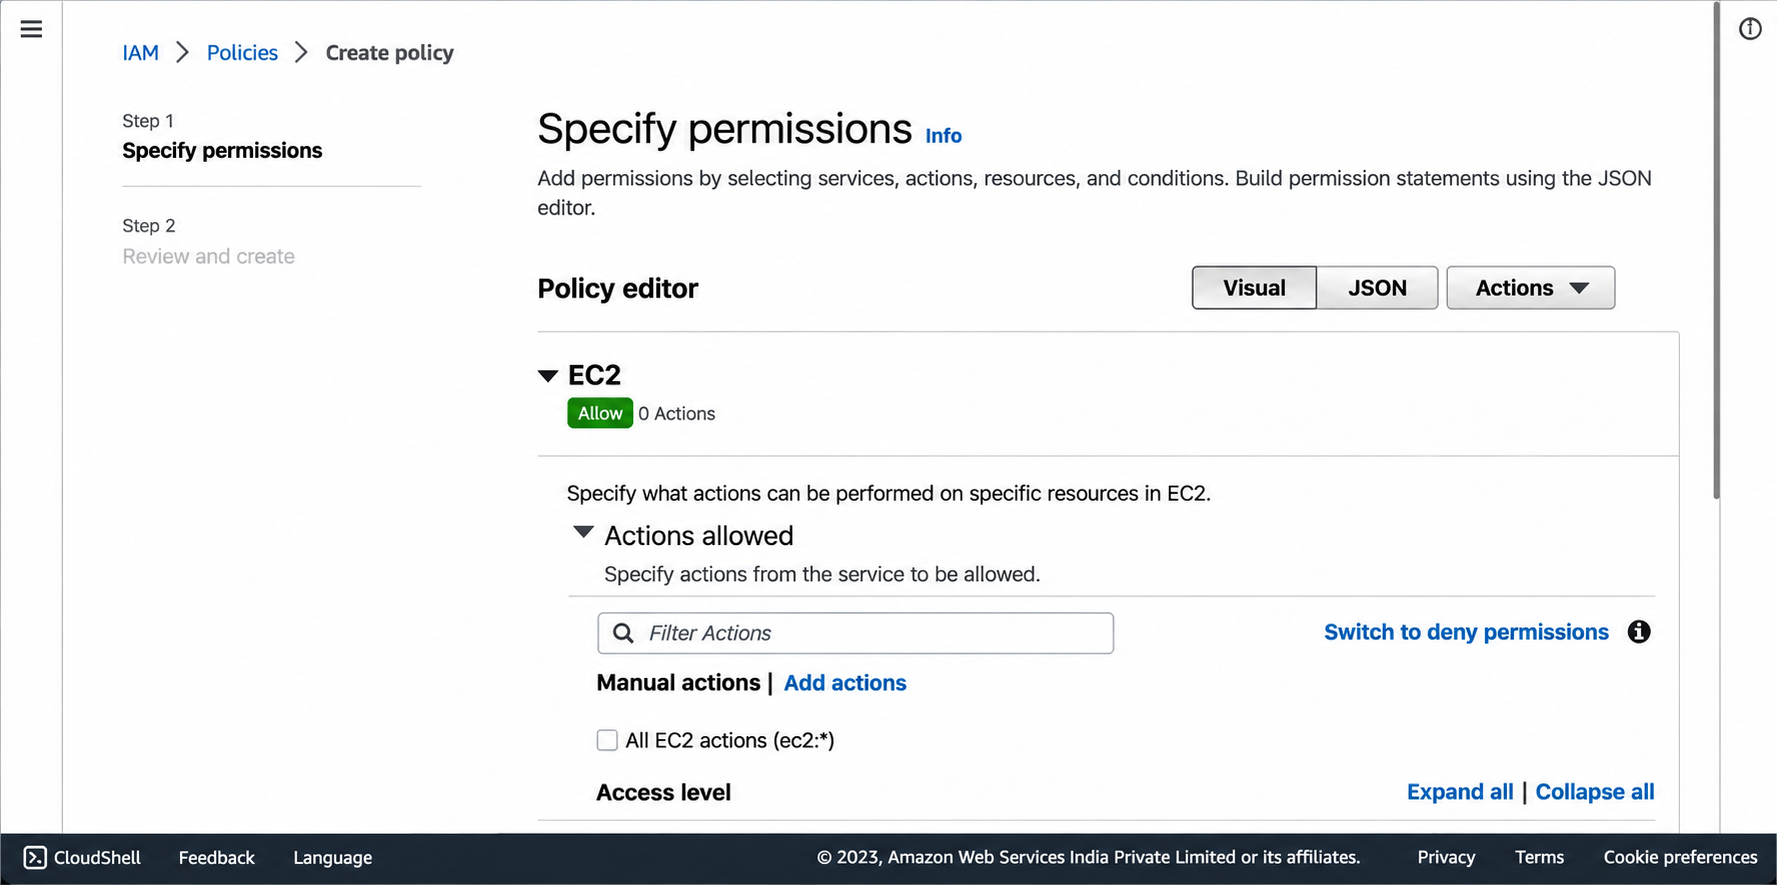 IAM > Policies > Create policy
Step 1
Specify permissions
Step 2
Review and create
Specify permissions Info
Add permissions by selecting services, actions, resources, and conditions. Build permission statements using the JSON
editor.
Policy editor
Visual JSON Actions
EC2
Allow 0 Actions
Specify what actions can be performed on specific resources in EC2.
Actions allowed
Specify actions from the service to be allowed.
Filter Actions
Switch to deny permissions
Manual actions | Add actions
All EC2 actions (ec2:*)
Access level
Expand all | Collapse all
CloudShell Feedback Language © 2023, Amazon Web Services India Private Limited or its affiliates. Privacy Terms Cookie preferences